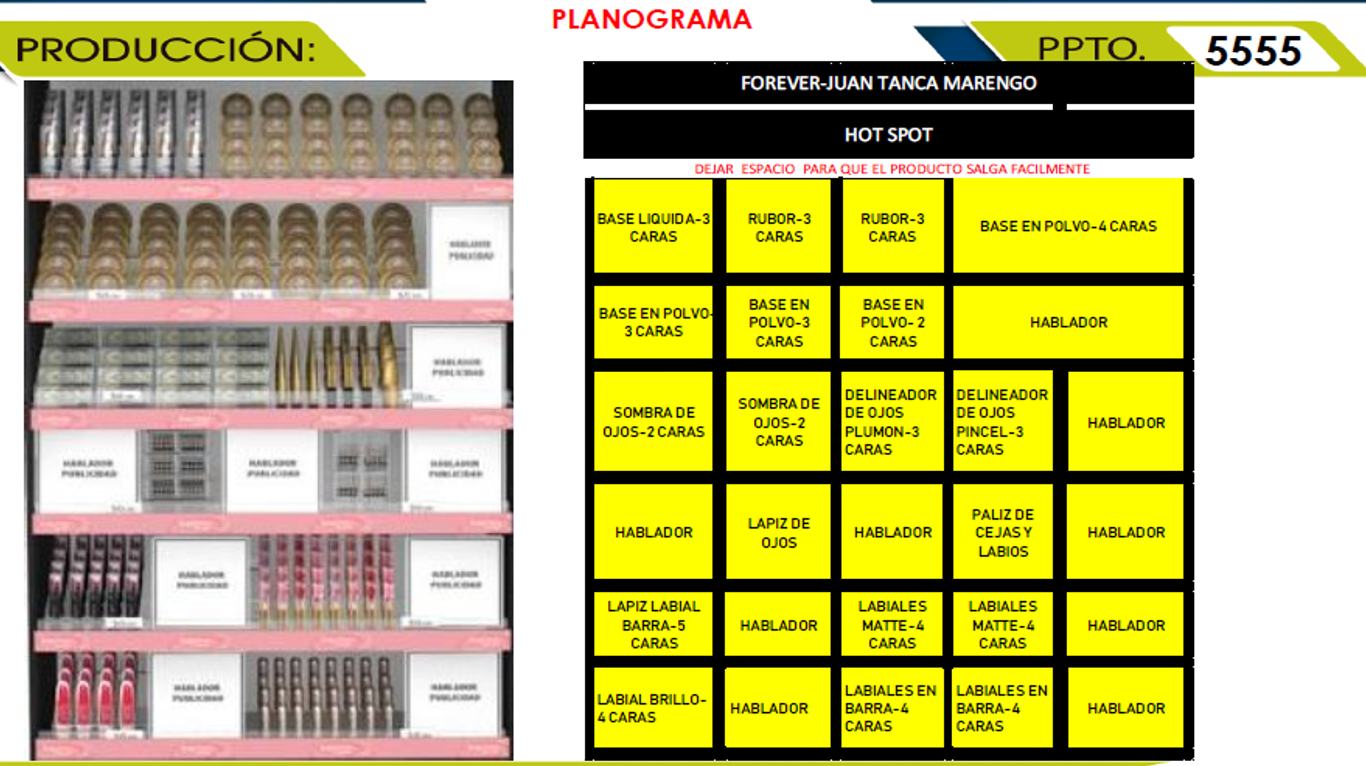 PLANOGRAMA
PRODUCCIÓN:
PPTO. 5555
FOREVER-JUAN TANCA MARENGO
HOT SPOT
DEJAR ESPACIO PARA QUE EL PRODUCTO SALGA FACILMENTE
BASE LIQUIDA-3
CARAS
RUBOR-3
CARAS
RUBOR-3
CARAS
BASE EN POLVO-4 CARAS
BASE EN POLVO-
3 CARAS
BASE EN
POLVO-3
CARAS
BASE EN
POLVO- 2
CARAS
HABLADOR
SOMBRA DE
OJOS-2 CARAS
SOMBRA DE
OJOS-2
CARAS
DELINEADOR
DE OJOS
PLUMON-3
CARAS
DELINEADOR
DE OJOS
PINCEL-3
CARAS
HABLADOR
HABLADOR
LAPIZ DE
OJOS
HABLADOR
PALIZ DE
CEJAS Y
LABIOS
HABLADOR
LAPIZ LABIAL
BARRA-5
CARAS
HABLADOR
LABIALES
MATTE-4
CARAS
LABIALES
MATTE-4
CARAS
HABLADOR
LABIAL BRILLO-
4 CARAS
HABLADOR
LABIALES EN
BARRA-4
CARAS
LABIALES EN
BARRA-4
CARAS
HABLADOR
HABLADOR
PUBLICIDAD
HABLADOR
PUBLICIDAD
HABLADOR
PUBLICIDAD
HABLADOR
PUBLICIDAD
HABLADOR
PUBLICIDAD
HABLADOR
PUBLICIDAD
HABLADOR
PUBLICIDAD
HABLADOR
PUBLICIDAD
HABLADOR
PUBLICIDAD